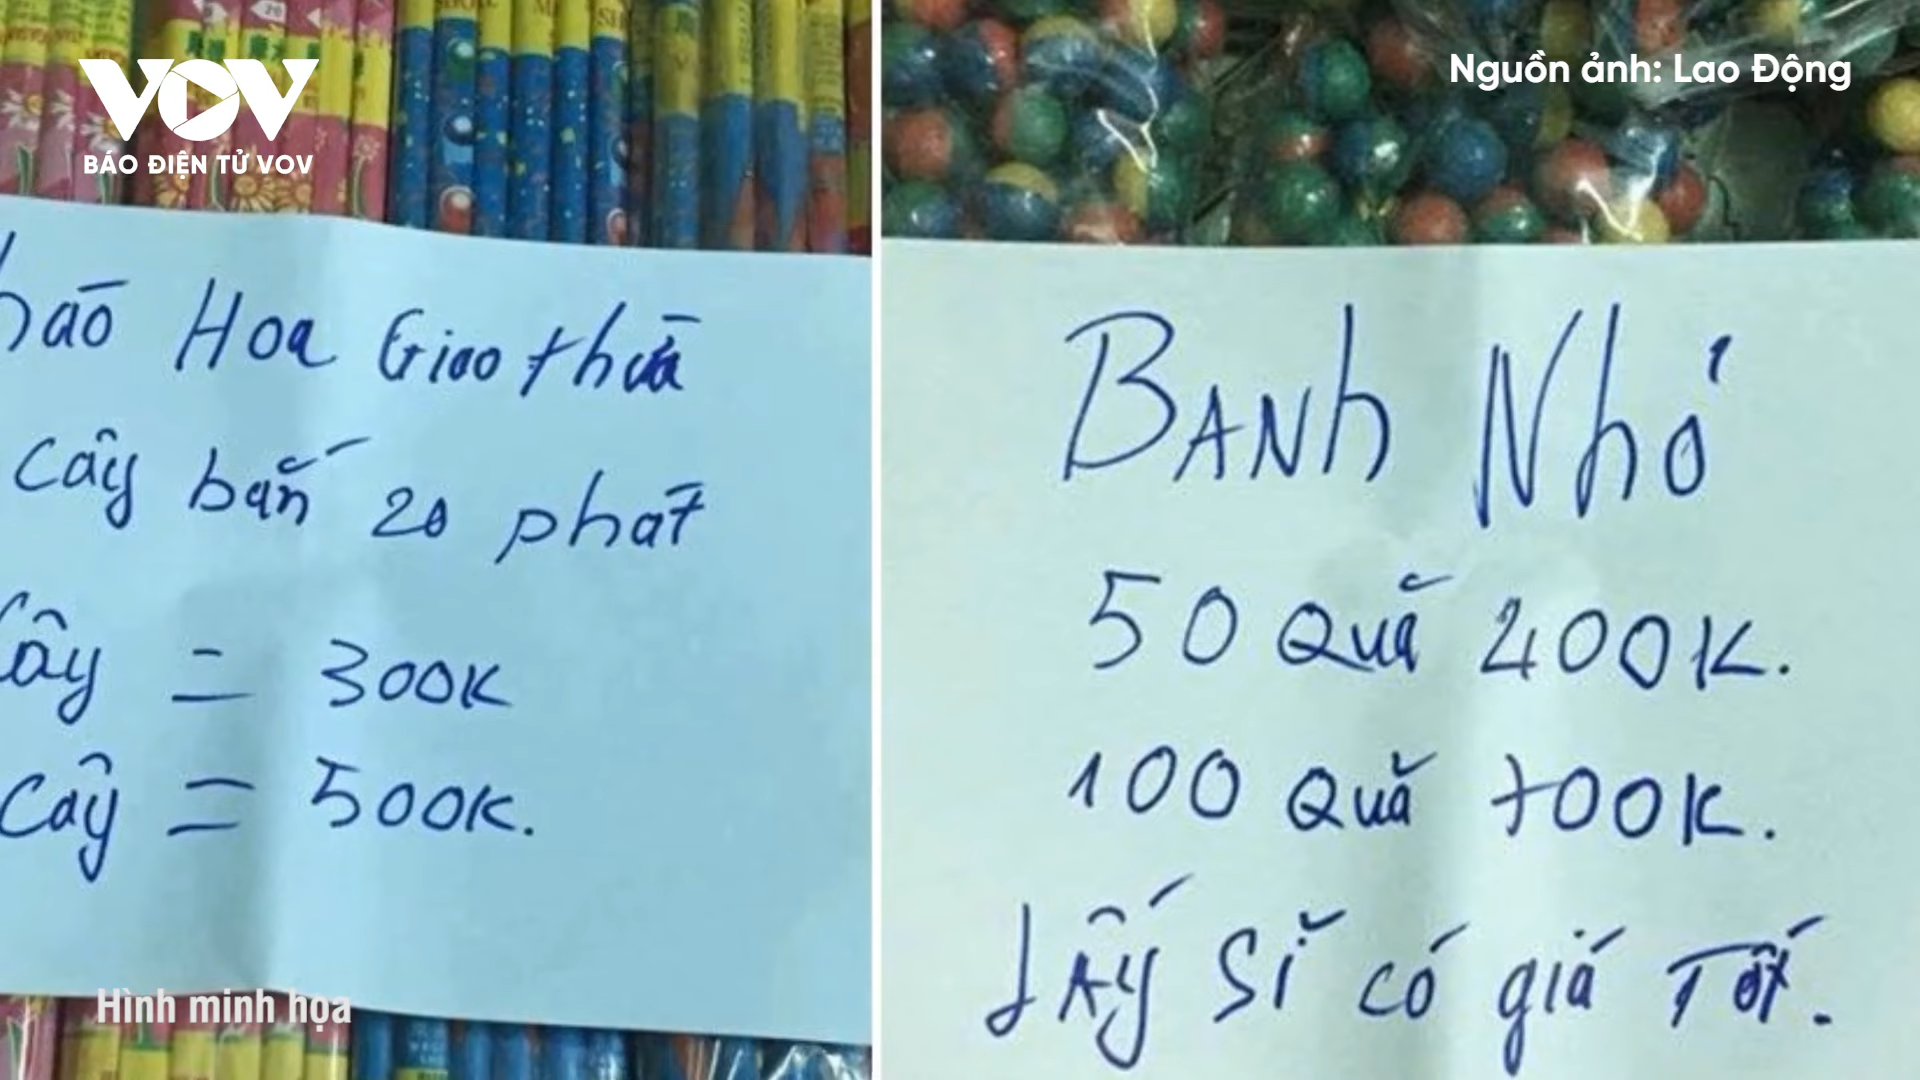 VOV
BÁO ĐIỆN TỬ VOV
Nguồn ảnh: Lao Động
Hoa Giao thừa
Cây bắn 20 phát
Cây = 300K
Cây = 500K.
BANh Nhỏ
50 Quả 400K.
100 Quả 700K.
LẤy Sỉ có giá Tốt.
Hình minh họa